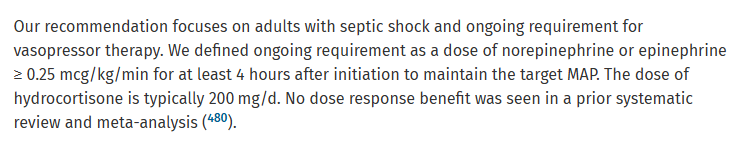 Our recommendation focuses on adults with septic shock and ongoing requirement for
vasopressor therapy. We defined ongoing requirement as a dose of norepinephrine or epinephrine
≥ 0.25 mcg/kg/min for at least 4 hours after initiation to maintain the target MAP. The dose of
hydrocortisone is typically 200 mg/d. No dose response benefit was seen in a prior systematic
review and meta-analysis (480).